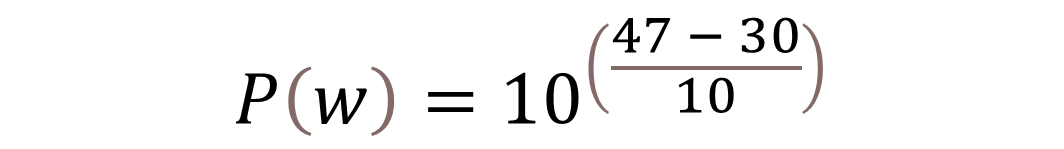 P(w) = 10^((47 − 30)/10)